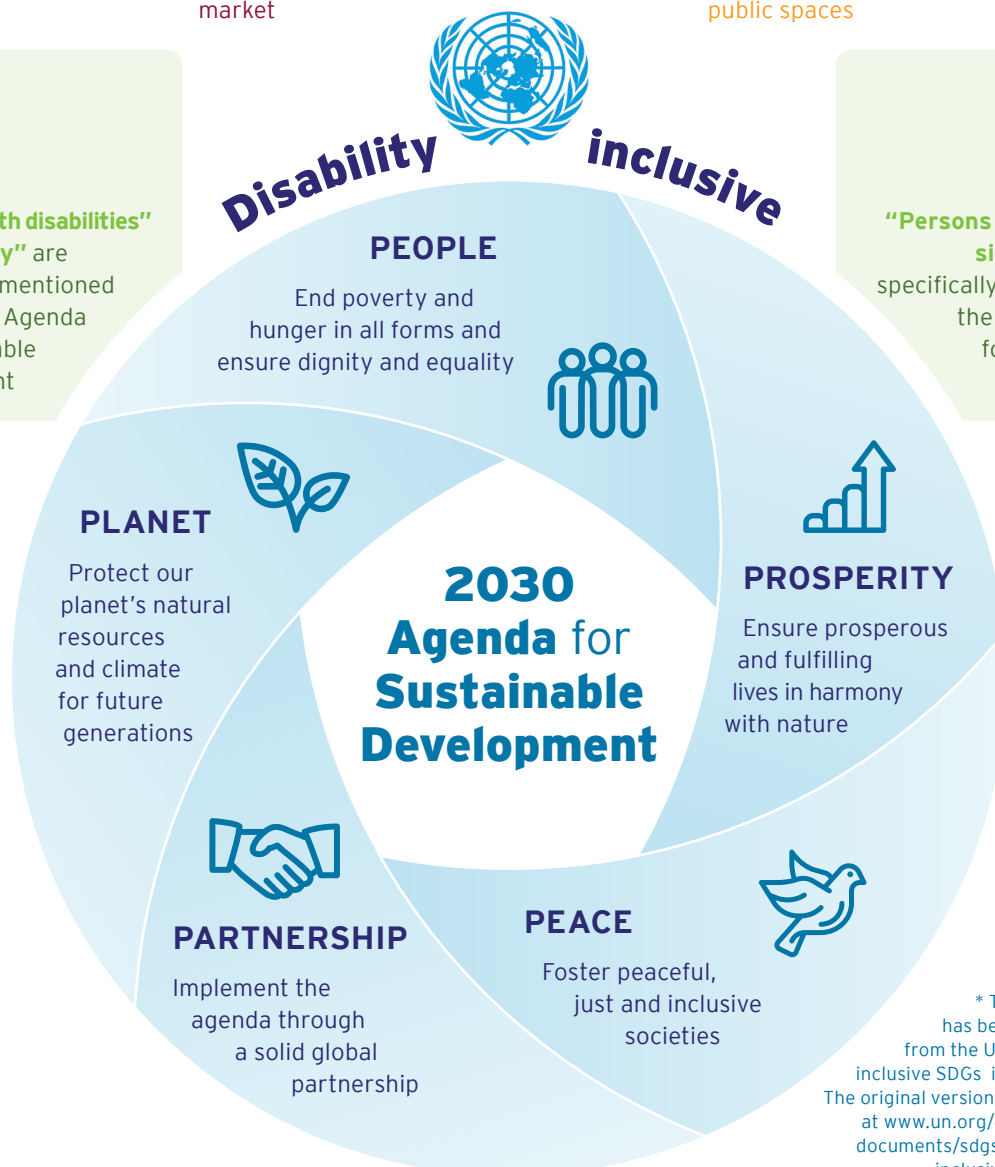 market
public spaces
Disability inclusive
th disabilities”
y” are
mentioned
Agenda
able
nt
“Persons
si
specifically
the
fo
PEOPLE
End poverty and
hunger in all forms and
ensure dignity and equality
PLANET
Protect our
planet’s natural
resources
and climate
for future
generations
2030
Agenda for
Sustainable
Development
PROSPERITY
Ensure prosperous
and fulfilling
lives in harmony
with nature
PARTNERSHIP
Implement the
agenda through
a solid global
partnership
PEACE
Foster peaceful,
just and inclusive
societies
* T
has be
from the U
inclusive SDGs i
The original version
at www.un.org/
documents/sdgs